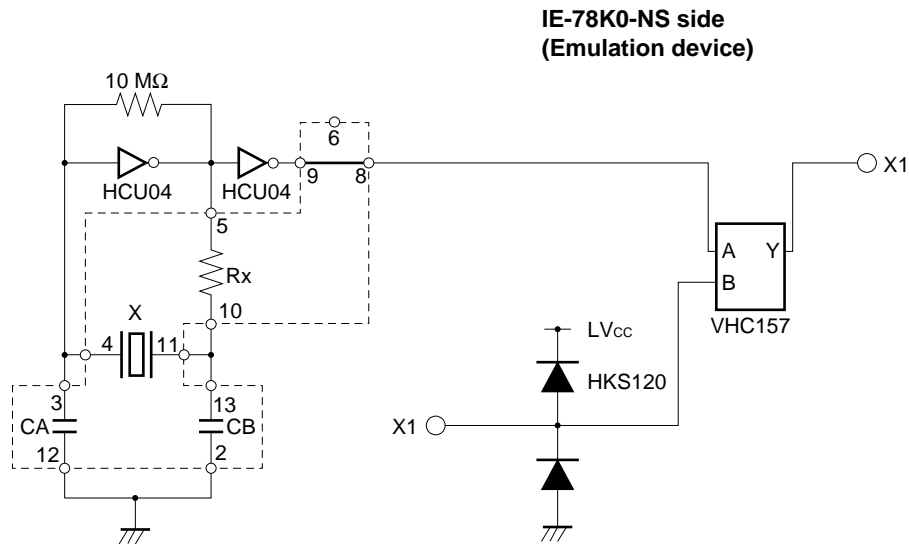 IE-78K0-NS side
(Emulation device)
10 MΩ
6
HCU04
HCU04
9
8
X1
5
A
Y
B
VHC157
Rx
10
X
4
11
LVCC
HKS120
3
13
CA
CB
X1
12
2